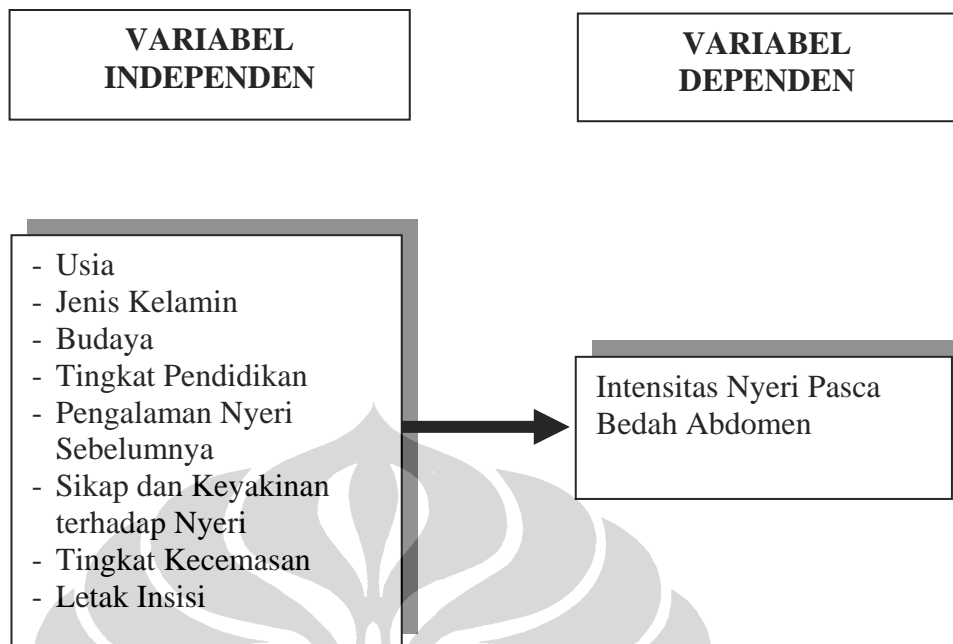 VARIABEL
INDEPENDEN
VARIABEL
DEPENDEN
- Usia
- Jenis Kelamin
- Budaya
- Tingkat Pendidikan
- Pengalaman Nyeri
Sebelumnya
- Sikap dan Keyakinan
terhadap Nyeri
- Tingkat Kecemasan
- Letak Insisi
Intensitas Nyeri Pasca
Bedah Abdomen